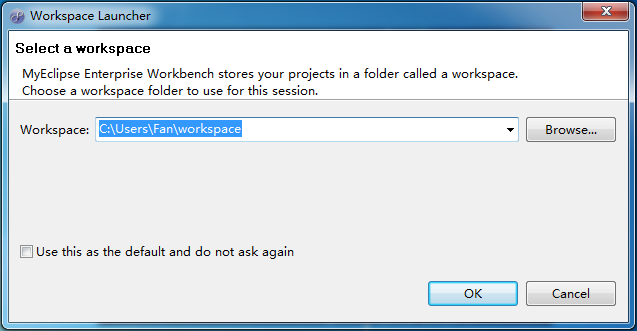 Workspace Launcher
Select a workspace
MyEclipse Enterprise Workbench stores your projects in a folder called a workspace.
Choose a workspace folder to use for this session.
Workspace: C:\Users\Fan\workspace Browse...
Use this as the default and do not ask again
OK Cancel